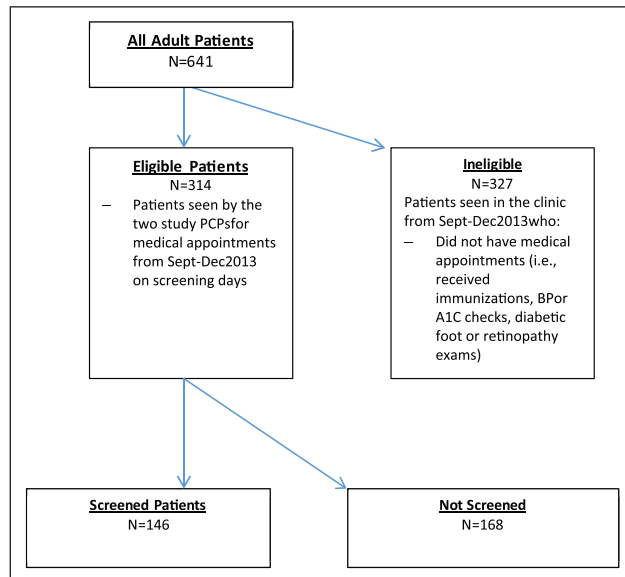 All Adult Patients
N=641
Eligible Patients
N=314
– Patients seen by the
two study PCPsfor
medical appointments
from Sept-Dec2013
on screening days
Ineligible
N=327
Patients seen in the clinic
from Sept-Dec2013who:
– Did not have medical
appointments (i.e.,
received
immunizations, BPor
A1C checks, diabetic
foot or retinopathy
exams)
Screened Patients
N=146
Not Screened
N=168